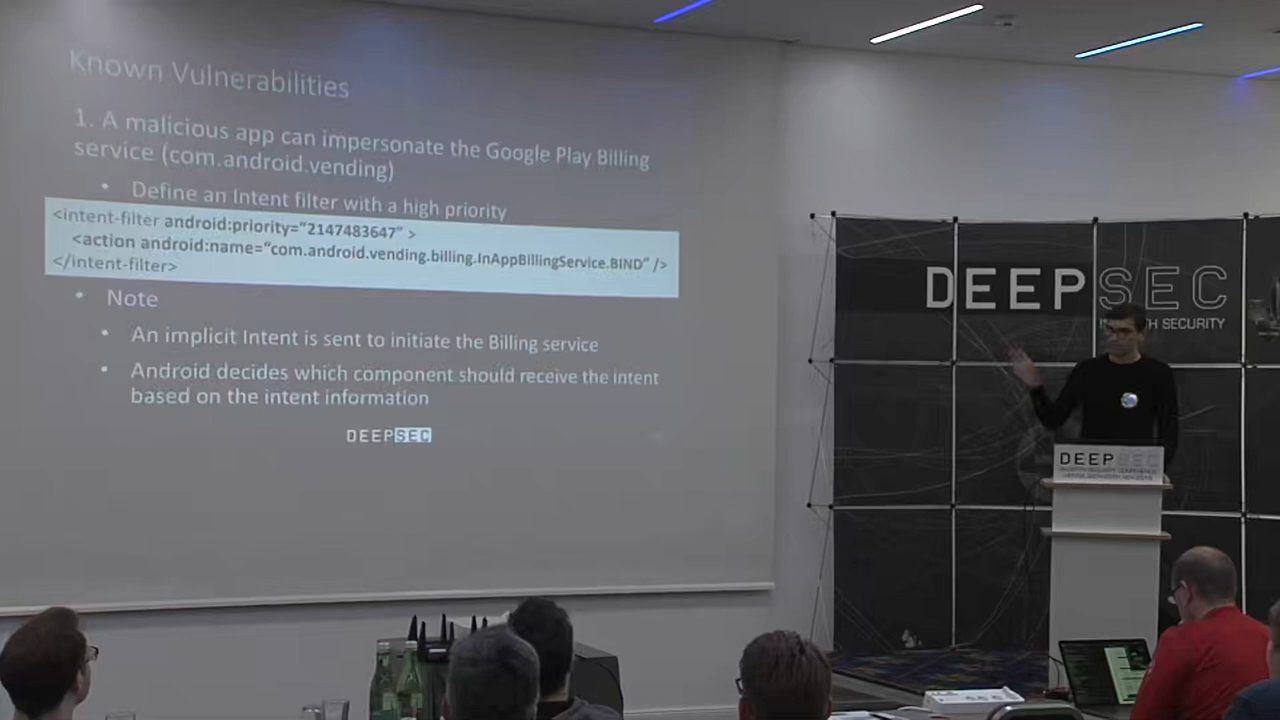 Known Vulnerabilities
1. A malicious app can impersonate the Google Play Billing
service (com.android.vending)
• Define an Intent filter with a high priority
<intent-filter android:priority="2147483647" >
<action android:name="com.android.vending.billing.InAppBillingService.BIND" />
</intent-filter>
• Note
• An implicit Intent is sent to initiate the Billing service
• Android decides which component should receive the intent
based on the intent information
DEEPSEC
DEEPSEC
SECURITY
DEEPSEC